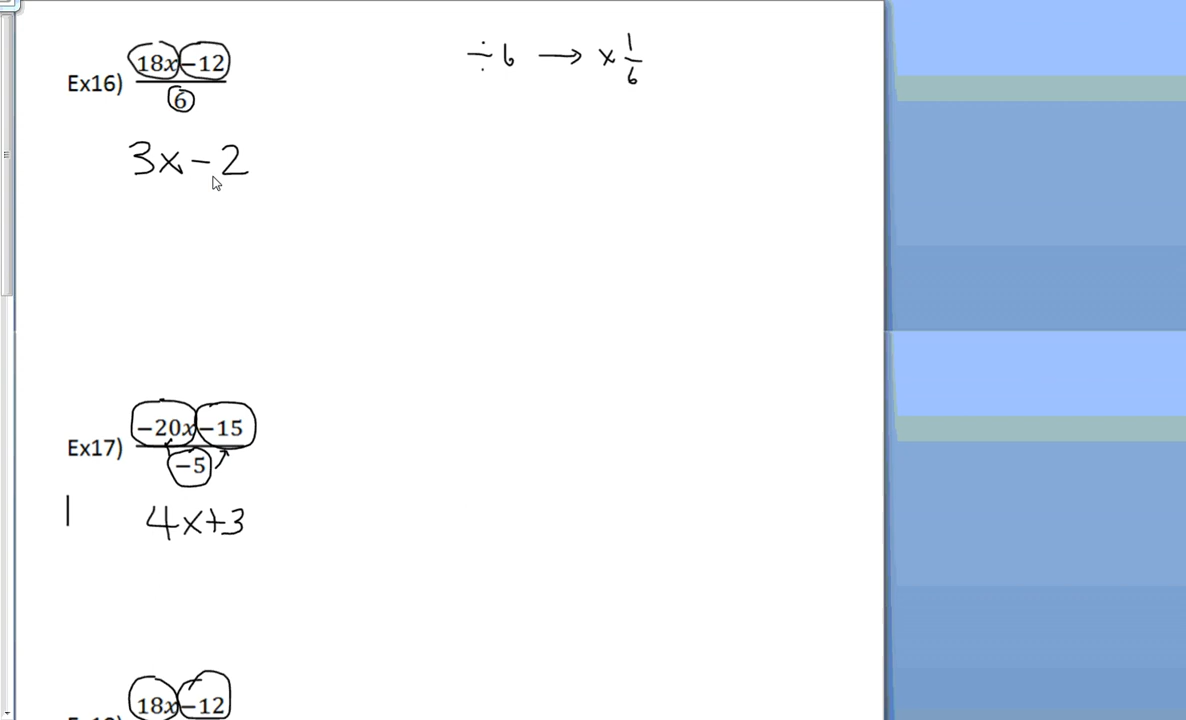 Ex16) 18x-12 / 6
÷6 → × 1/6
3x-2
Ex17) -20x-15 / -5
4x+3
18x-12